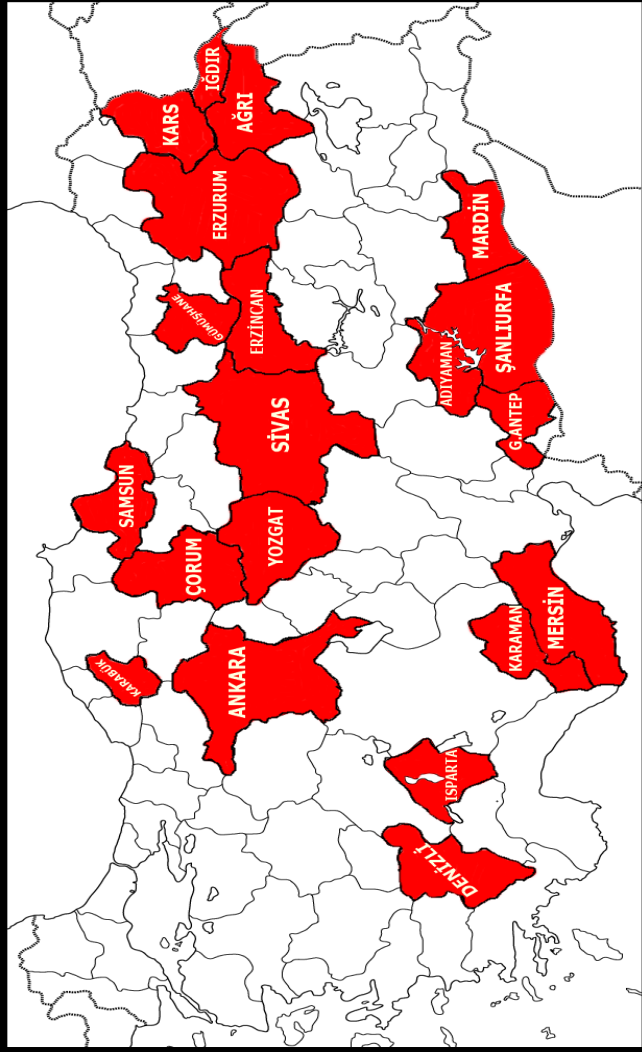 KARABÜK
SAMSUN
ÇORUM
ANKARA
YOZGAT
SİVAS
GÜMÜŞHANE
ERZİNCAN
ERZURUM
KARS
IĞDIR
AĞRI
DENİZLİ
ISPARTA
KARAMAN
MERSİN
G.ANTEP
ADIYAMAN
ŞANLIURFA
MARDİN